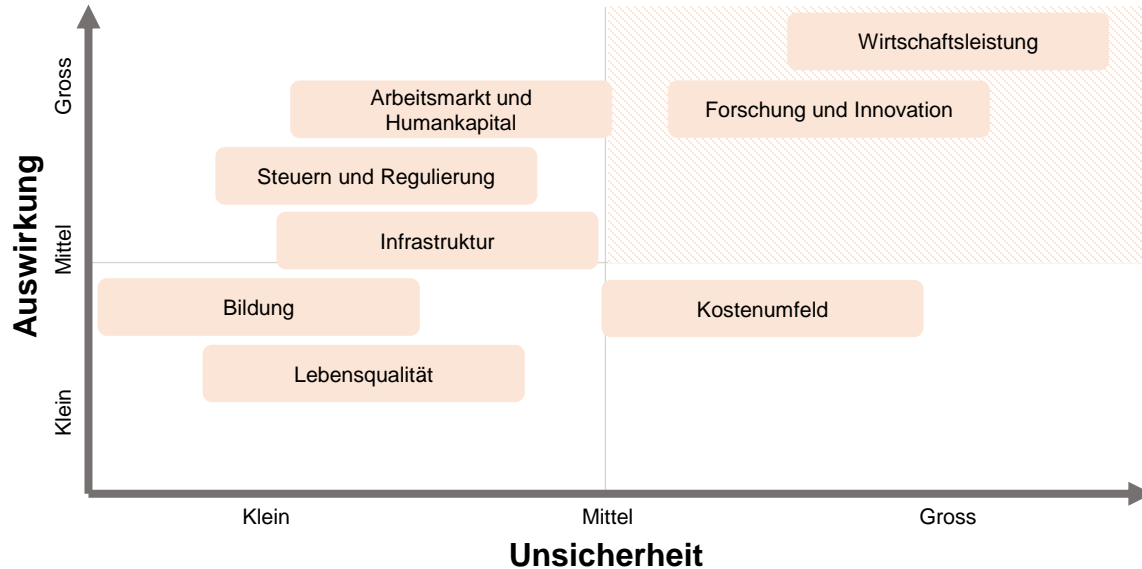 Wirtschaftsleistung
Arbeitsmarkt und
Humankapital
Forschung und Innovation
Steuern und Regulierung
Infrastruktur
Bildung
Kostenumfeld
Lebensqualität
Auswirkung
Gross
Mittel
Klein
Klein
Mittel
Gross
Unsicherheit